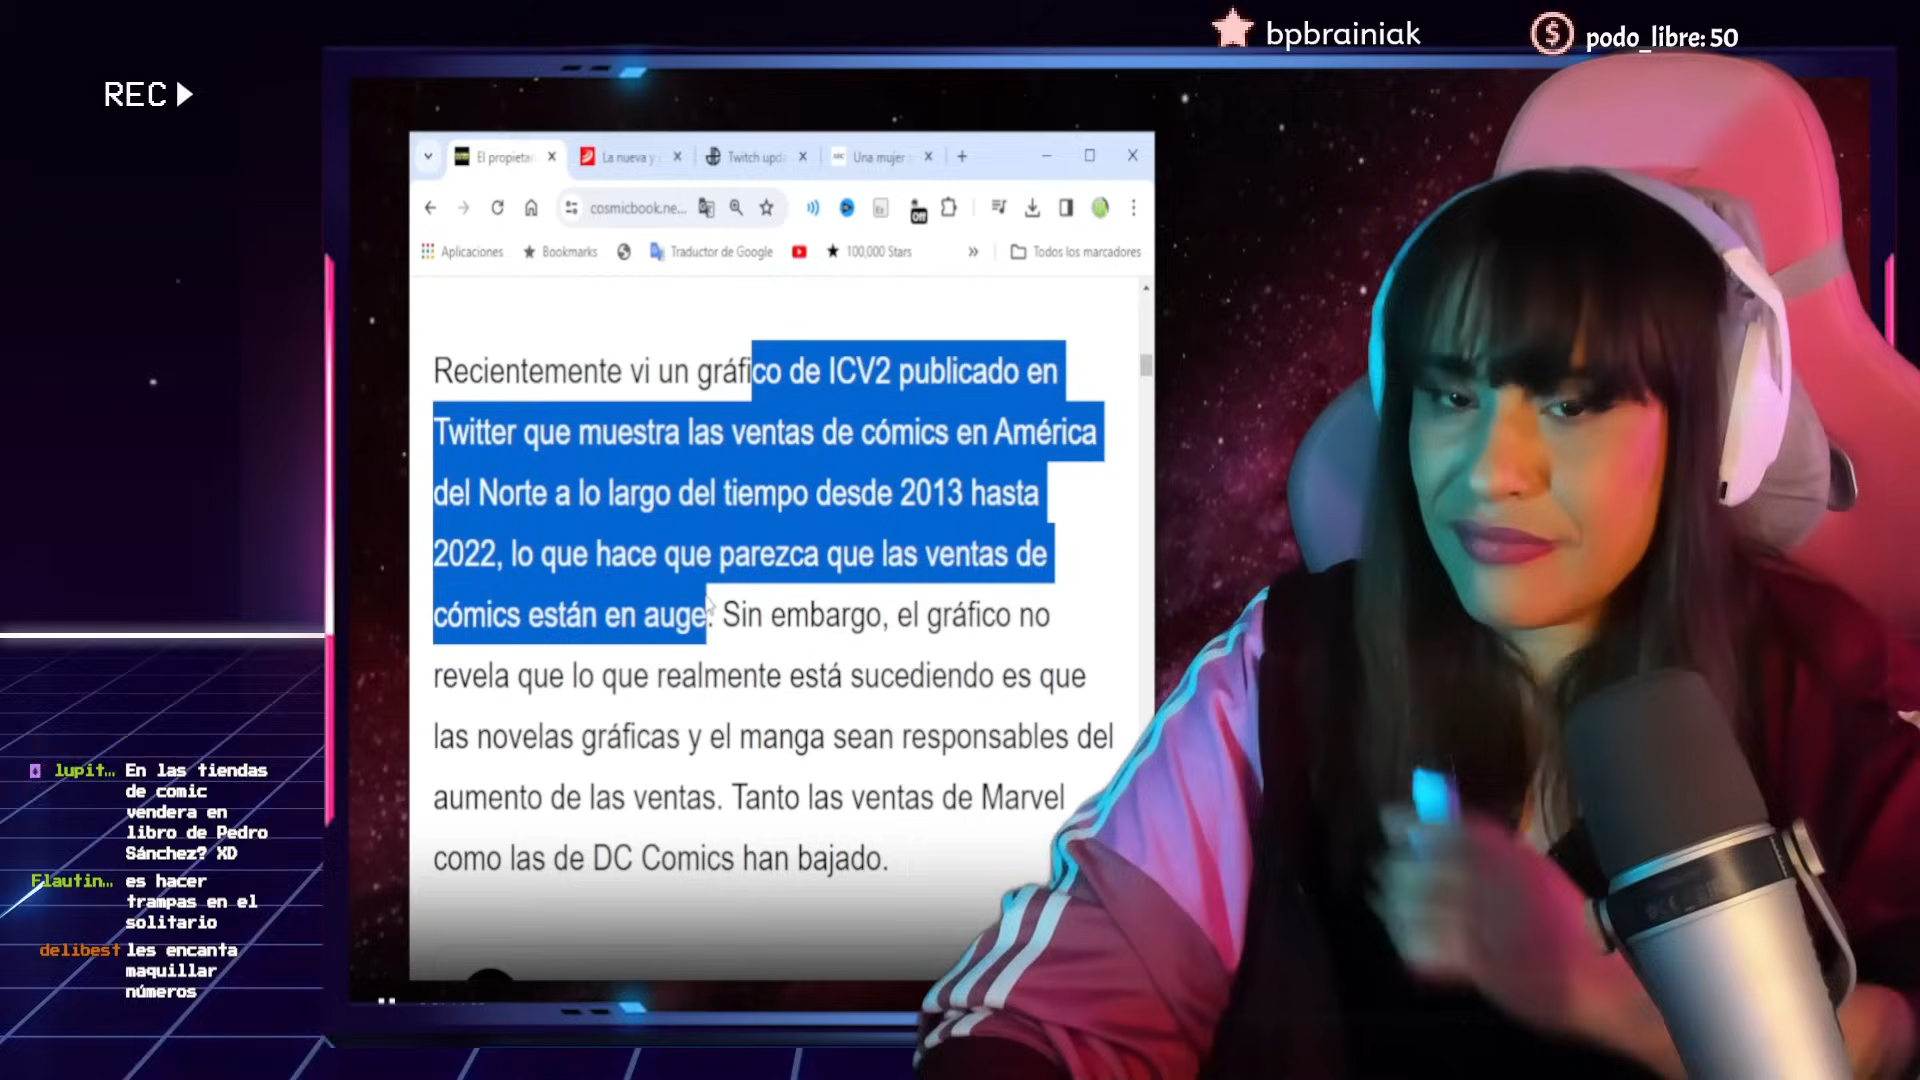 bpbrainiak
podo_libre: 50
REC
El propieta
La nueva y
Twitch upd
Una mujer
cosmicbook.ne...
Off
Aplicaciones
Bookmarks
Traductor de Google
100,000 Stars
»
Todos los marcadores
Recientemente vi un gráfico de ICV2 publicado en
Twitter que muestra las ventas de cómics en América
del Norte a lo largo del tiempo desde 2013 hasta
2022, lo que hace que parezca que las ventas de
cómics están en auge. Sin embargo, el gráfico no
revela que lo que realmente está sucediendo es que
las novelas gráficas y el manga sean responsables del
aumento de las ventas. Tanto las ventas de Marvel
como las de DC Comics han bajado.
lupit… En las tiendas
de comic
vendera en
libro de Pedro
Sánchez? XD
Flautin… es hacer
trampas en el
solitario
delibest les encanta
maquillar
números